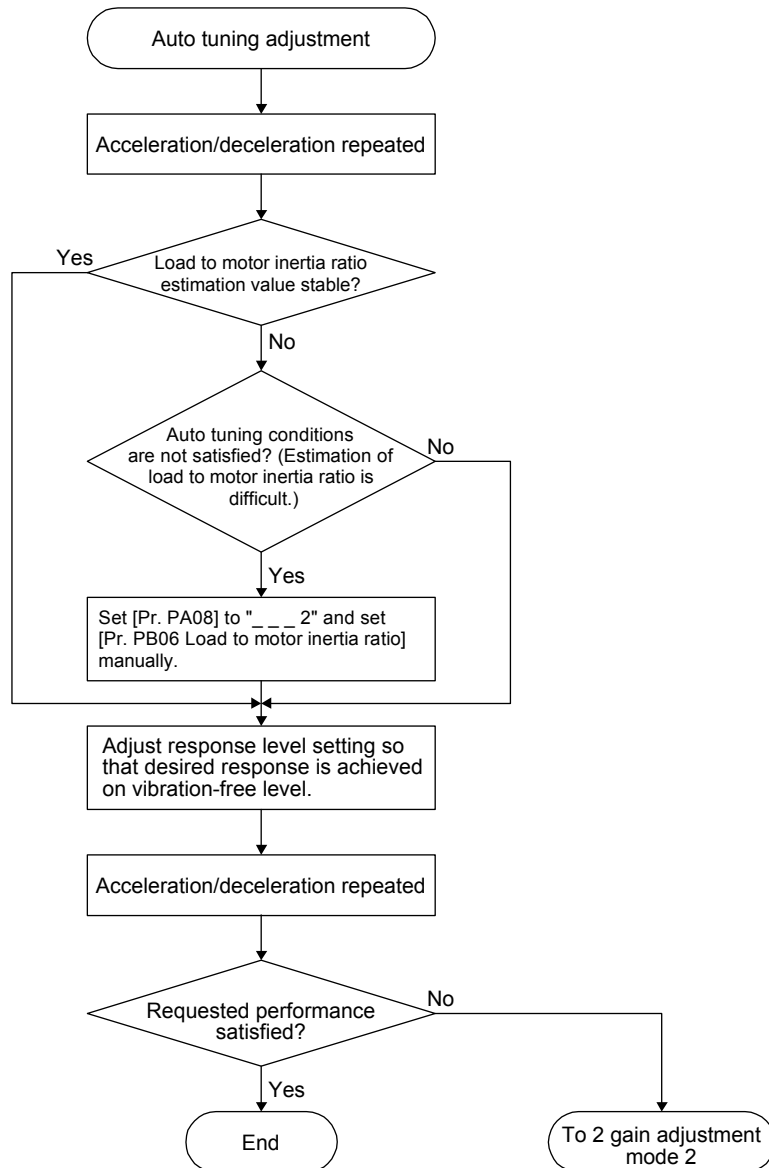 Auto tuning adjustment
Acceleration/deceleration repeated
Yes
Load to motor inertia ratio
estimation value stable?
No
Auto tuning conditions
are not satisfied? (Estimation of
load to motor inertia ratio is
difficult.)
No
Yes
Set [Pr. PA08] to "_ _ _ 2" and set
[Pr. PB06 Load to motor inertia ratio]
manually.
Adjust response level setting so
that desired response is achieved
on vibration-free level.
Acceleration/deceleration repeated
Requested performance
satisfied?
No
Yes
End
To 2 gain adjustment
mode 2